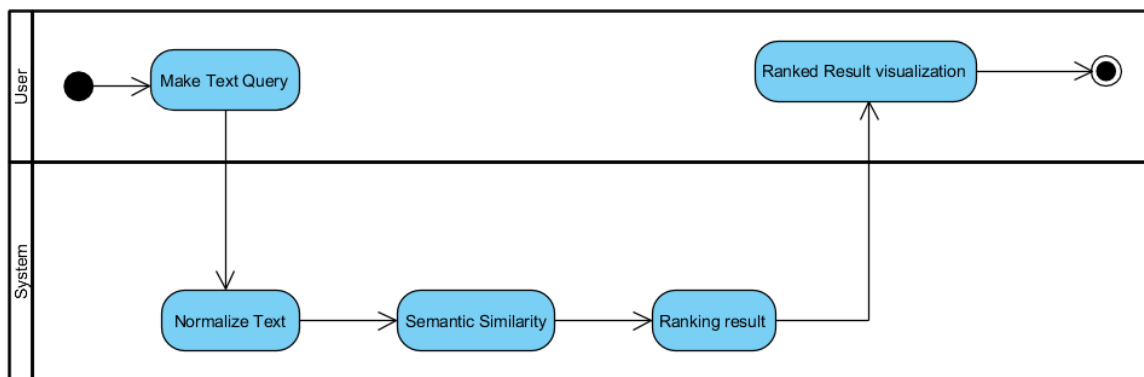 User
Make Text Query
Ranked Result visualization
System
Normalize Text
Semantic Similarity
Ranking result